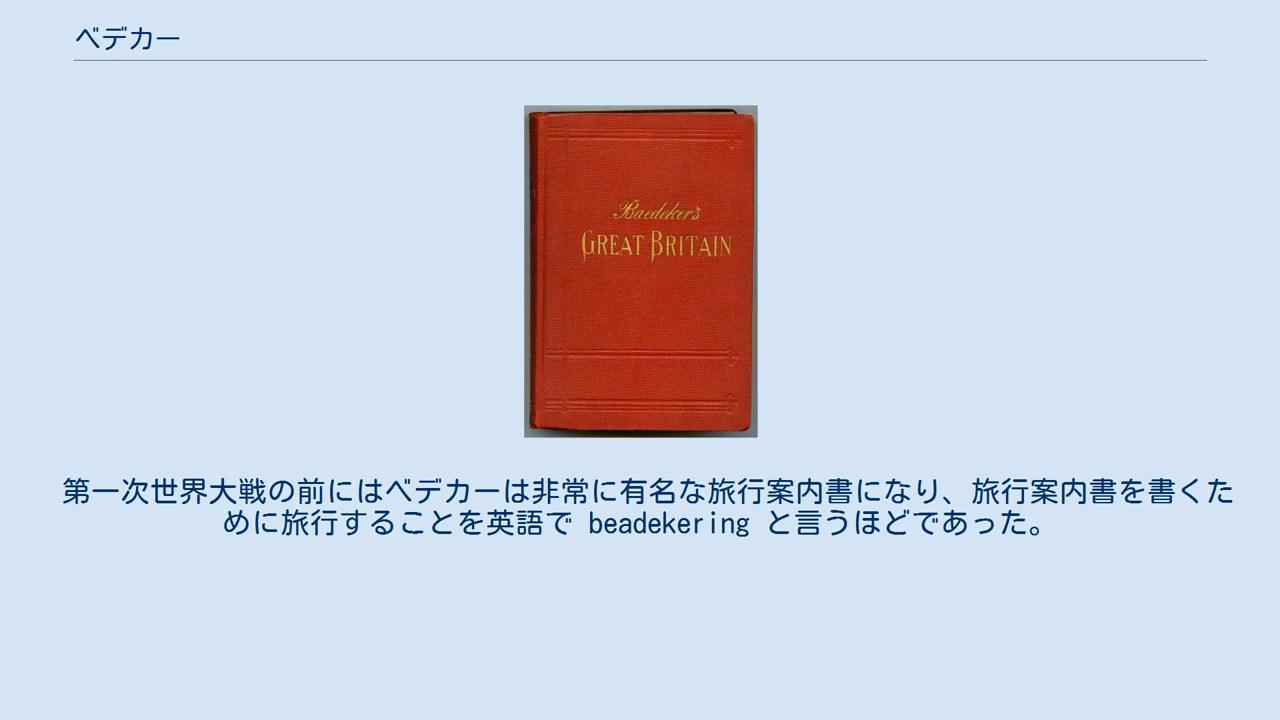 ベデカー
Baedeker's
GREAT BRITAIN
第一次世界大戦の前にはベデカーは非常に有名な旅行案内書になり、旅行案内書を書くた
めに旅行することを英語で beadekering と言うほどであった。